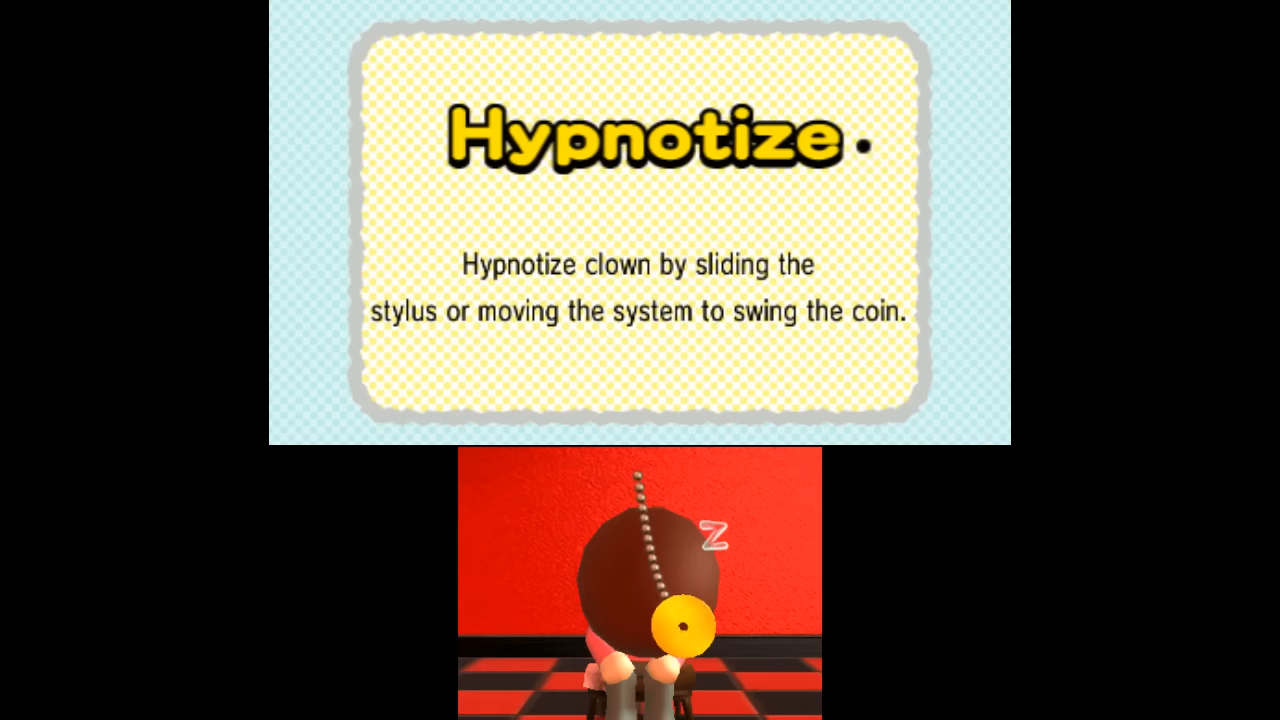 Hypnotize
Hypnotize clown by sliding the
stylus or moving the system to swing the coin.
Z